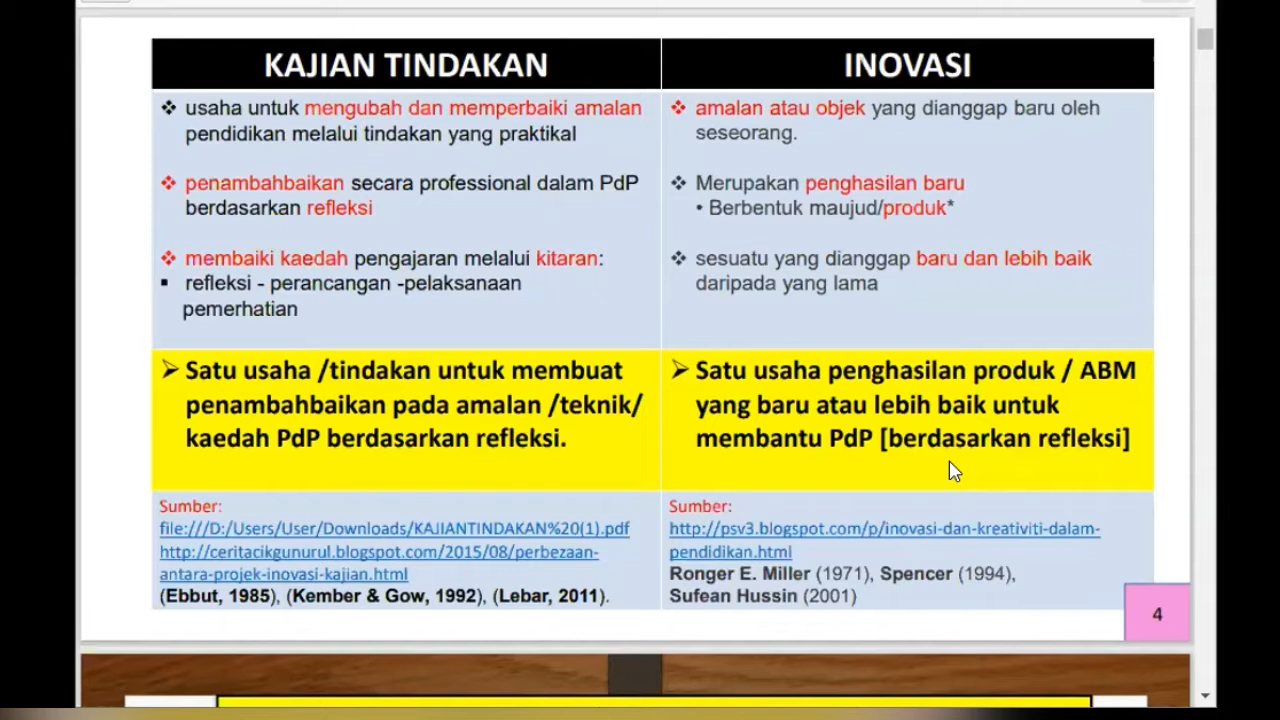 KAJIAN TINDAKAN
❖ usaha untuk mengubah dan memperbaiki amalan
pendidikan melalui tindakan yang praktikal
❖ penambahbaikan secara professional dalam PdP
berdasarkan refleksi
❖ membaiki kaedah pengajaran melalui kitaran:
▪ refleksi - perancangan -pelaksanaan
pemerhatian
➢ Satu usaha /tindakan untuk membuat
penambahbaikan pada amalan /teknik/
kaedah PdP berdasarkan refleksi.
Sumber:
file:///D:/Users/User/Downloads/KAJIANTINDAKAN%20(1).pdf
http://ceritacikgunurul.blogspot.com/2015/08/perbezaan-
antara-projek-inovasi-kajian.html
(Ebbut, 1985), (Kember & Gow, 1992), (Lebar, 2011).
INOVASI
❖ amalan atau objek yang dianggap baru oleh
seseorang.
❖ Merupakan penghasilan baru
• Berbentuk maujud/produk*
❖ sesuatu yang dianggap baru dan lebih baik
daripada yang lama
➢ Satu usaha penghasilan produk / ABM
yang baru atau lebih baik untuk
membantu PdP [berdasarkan refleksi]
Sumber:
http://psv3.blogspot.com/p/inovasi-dan-kreativiti-dalam-
pendidikan.html
Ronger E. Miller (1971), Spencer (1994),
Sufean Hussin (2001)
4